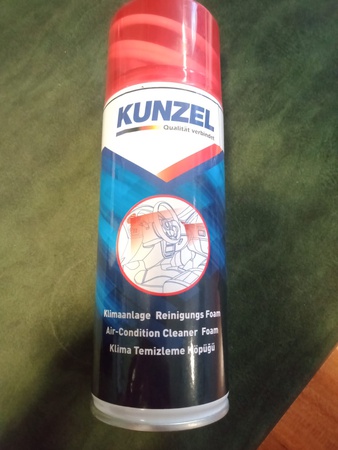 KUNZEL
Qualität verbindet
Klimaanlage Reinigungs Foam
Air-Condition Cleaner Foam
Klima Temizleme Köpüğü